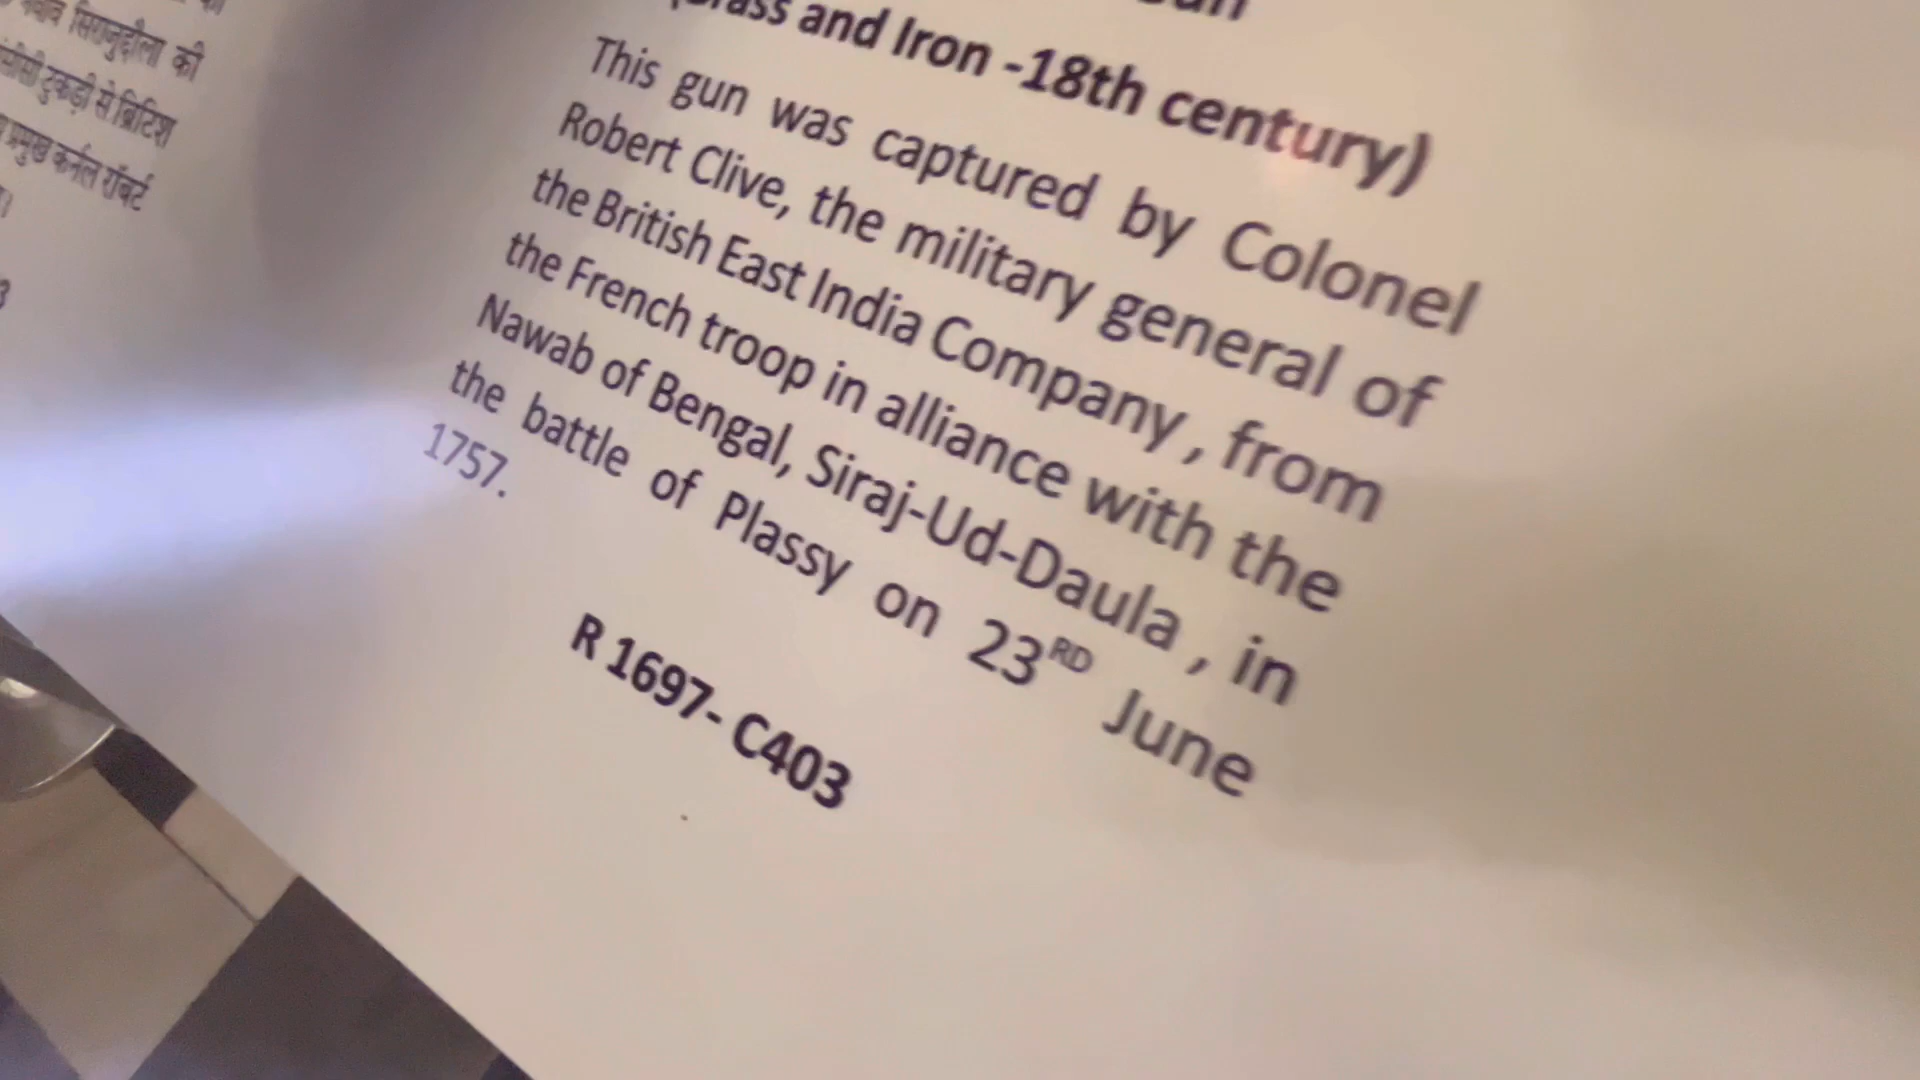 नवाब सिराजुद्दौला की
टुकड़ी से ब्रिटिश
प्रमुख कर्नल रॉबर्ट
and Iron -18th century)
This gun was captured by Colonel
Robert Clive, the military general of
the British East India Company , from
the French troop in alliance with the
Nawab of Bengal, Siraj-Ud-Daula , in
the battle of Plassy on 23RD June
1757.
R 1697- C403